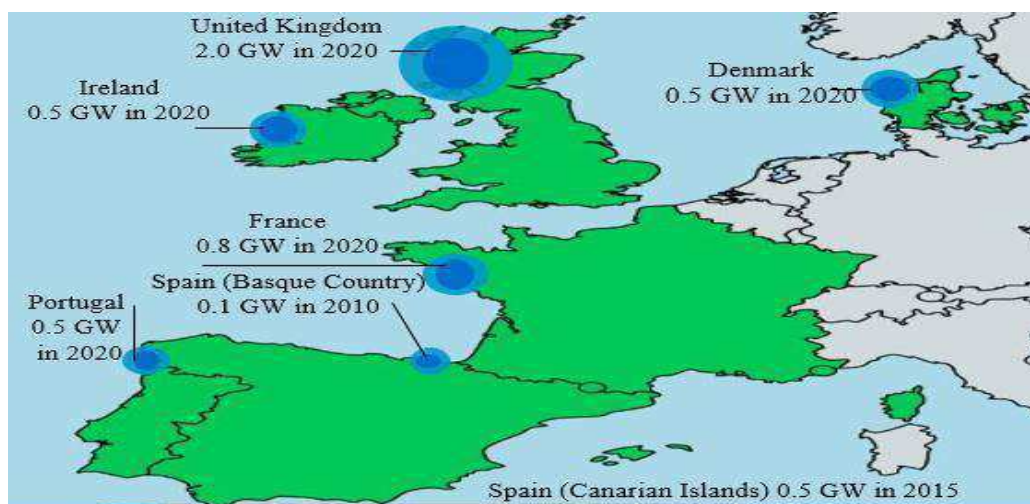 United Kingdom
2.0 GW in 2020
Ireland
0.5 GW in 2020
Denmark
0.5 GW in 2020
France
0.8 GW in 2020
Spain (Basque Country)
0.1 GW in 2010
Portugal
0.5 GW
in 2020
Spain (Canarian Islands) 0.5 GW in 2015